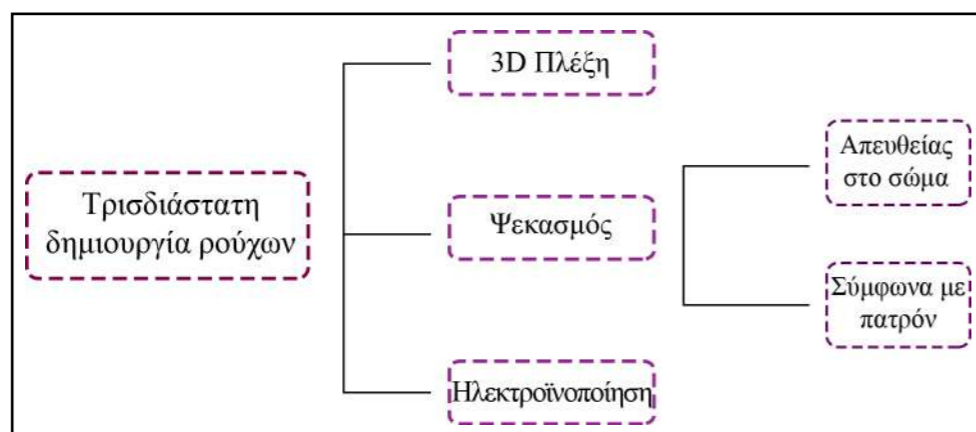 3D Πλέξη
Τρισδιάστατη
δημιουργία ρούχων
Ψεκασμός
Απευθείας
στο σώμα
Σύμφωνα με
πατρόν
Ηλεκτροϊνοποίηση